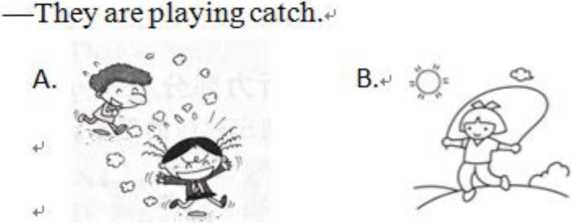 —They are playing catch.↵
A. B.↵
↵
↵